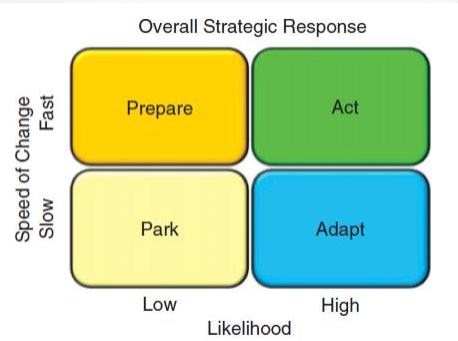 Overall Strategic Response
Speed of Change
Fast
Slow
Prepare
Act
Park
Adapt
Low
High
Likelihood